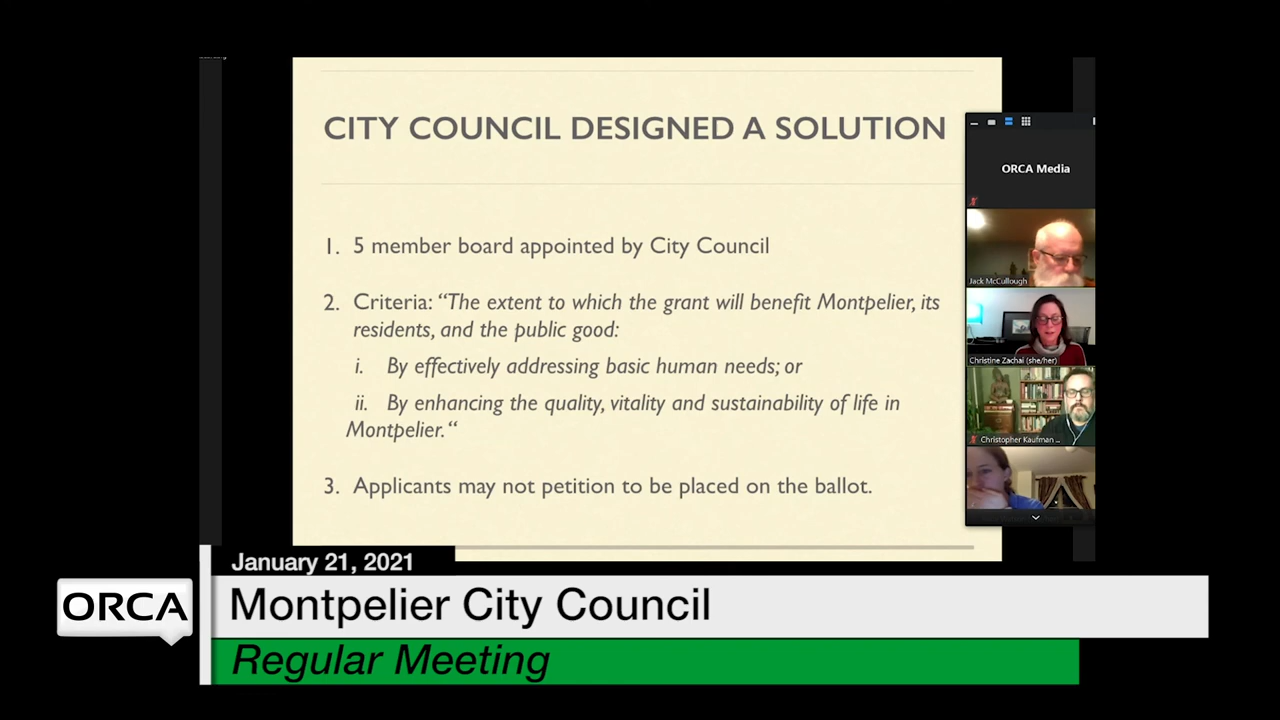 CITY COUNCIL DESIGNED A SOLUTION
1. 5 member board appointed by City Council
2. Criteria: “The extent to which the grant will benefit Montpelier, its
residents, and the public good:
i. By effectively addressing basic human needs; or
ii. By enhancing the quality, vitality and sustainability of life in
Montpelier.“
3. Applicants may not petition to be placed on the ballot.
ORCA Media
Jack McCullough
Christine Zachai (she/her)
Christopher Kaufman ...
January 21, 2021
ORCA
Montpelier City Council
Regular Meeting